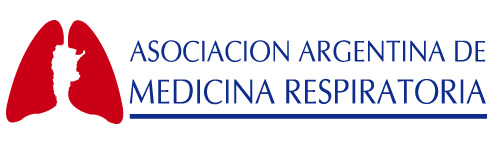 ASOCIACION ARGENTINA DE
MEDICINA RESPIRATORIA